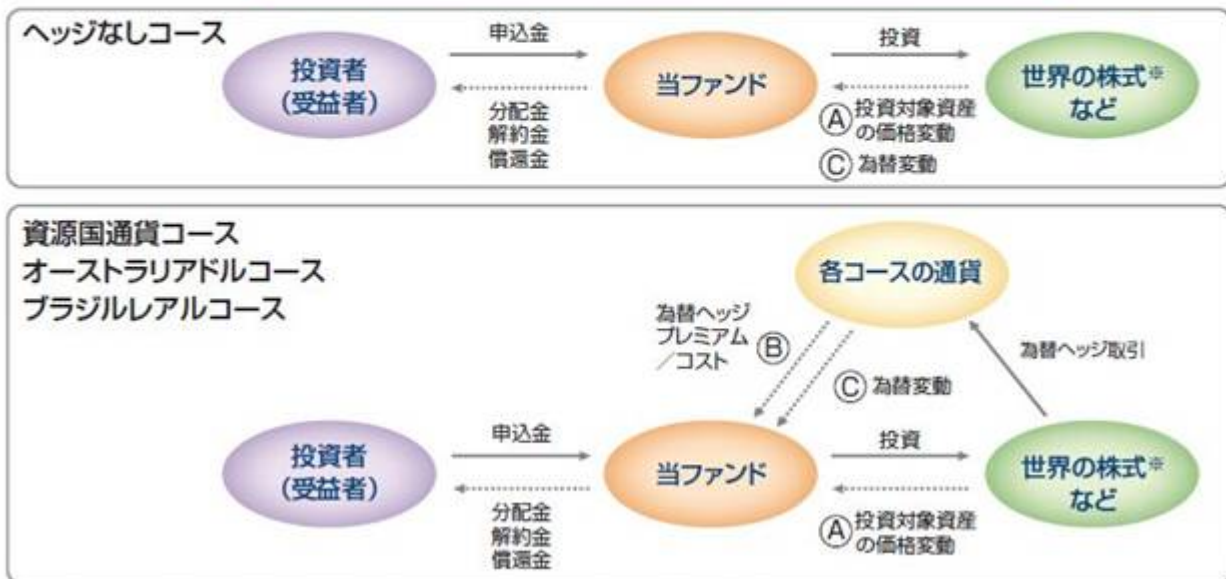 ヘッジなしコース
投資者
(受益者)
申込金
分配金
解約金
償還金
当ファンド
投資
Ⓐ 投資対象資産
の価格変動
Ⓒ 為替変動
世界の株式※
など
資源国通貨コース
オーストラリアドルコース
ブラジルレアルコース
各コースの通貨
為替ヘッジ
プレミアム
/コスト
Ⓑ
Ⓒ 為替変動
為替ヘッジ取引
投資者
(受益者)
申込金
分配金
解約金
償還金
当ファンド
投資
Ⓐ 投資対象資産
の価格変動
世界の株式※
など